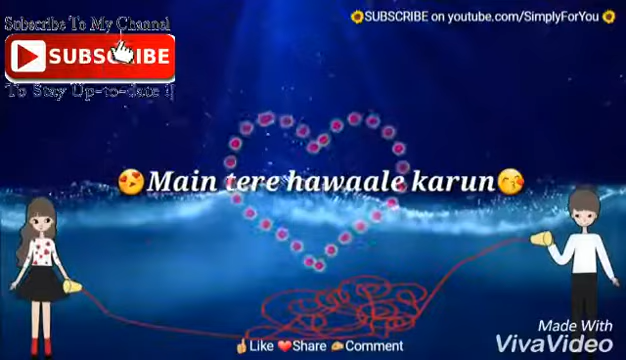 Subscribe To My Channel
SUBSCRIBE
To Stay Up-to-date :]
🌻SUBSCRIBE on youtube.com/SimplyForYou🌻
😍Main tere hawaale karun😙
👍Like ❤Share ✍Comment
Made With
VivaVideo